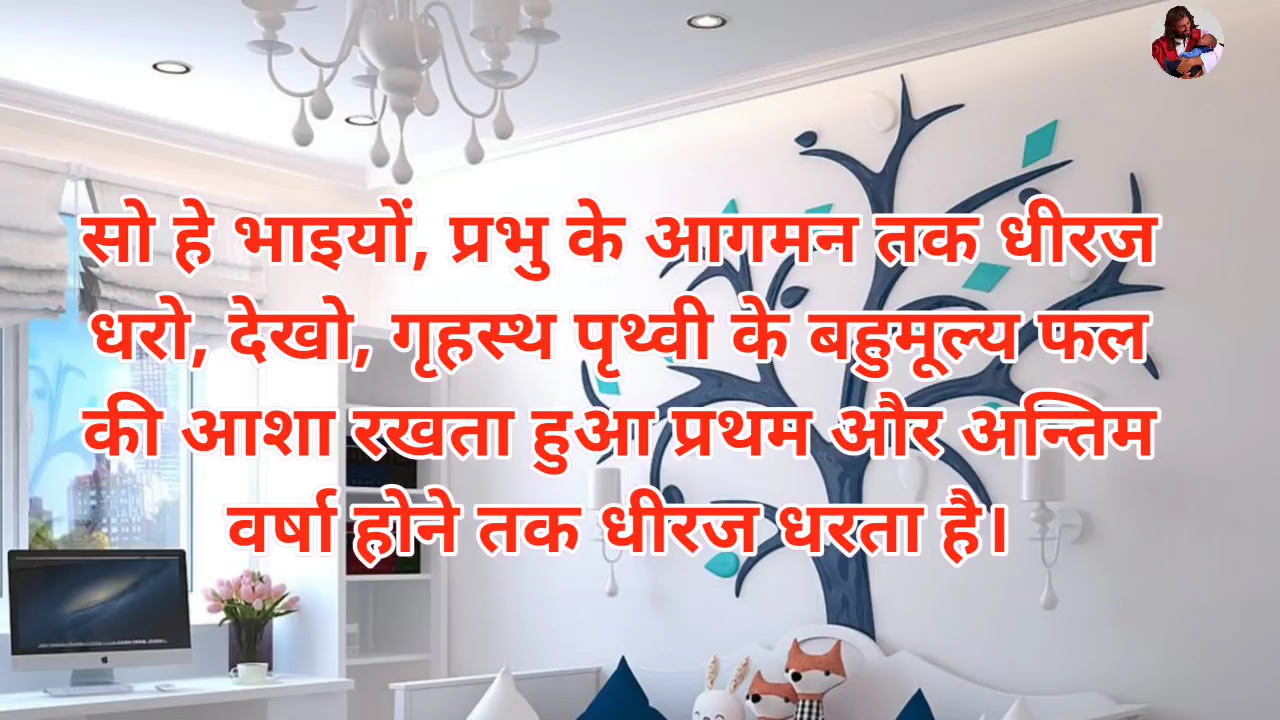 सो हे भाइयों, प्रभु के आगमन तक धीरज
धरो, देखो, गृहस्थ पृथ्वी के बहुमूल्य फल
की आशा रखता हुआ प्रथम और अन्तिम
वर्षा होने तक धीरज धरता है।